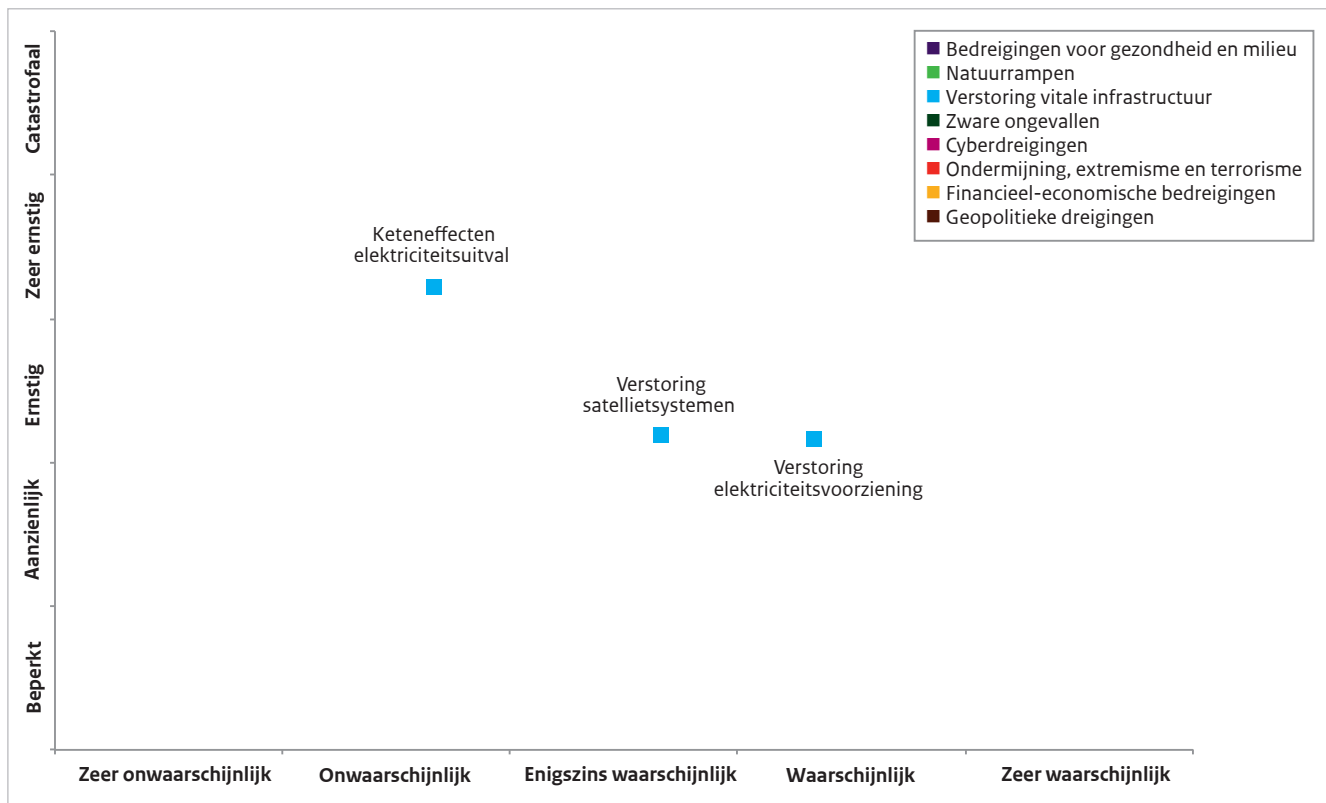 Catastrofaal
Zeer ernstig
Ernstig
Aanzienlijk
Beperkt
Bedreigingen voor gezondheid en milieu
Natuurrampen
Verstoring vitale infrastructuur
Zware ongevallen
Cyberdreigingen
Ondermijning, extremisme en terrorisme
Financieel-economische bedreigingen
Geopolitieke dreigingen
Keteneffecten
elektriciteitsuitval
Verstoring
satellietsystemen
Verstoring
elektriciteitsvoorziening
Zeer onwaarschijnlijk
Onwaarschijnlijk
Enigszins waarschijnlijk
Waarschijnlijk
Zeer waarschijnlijk